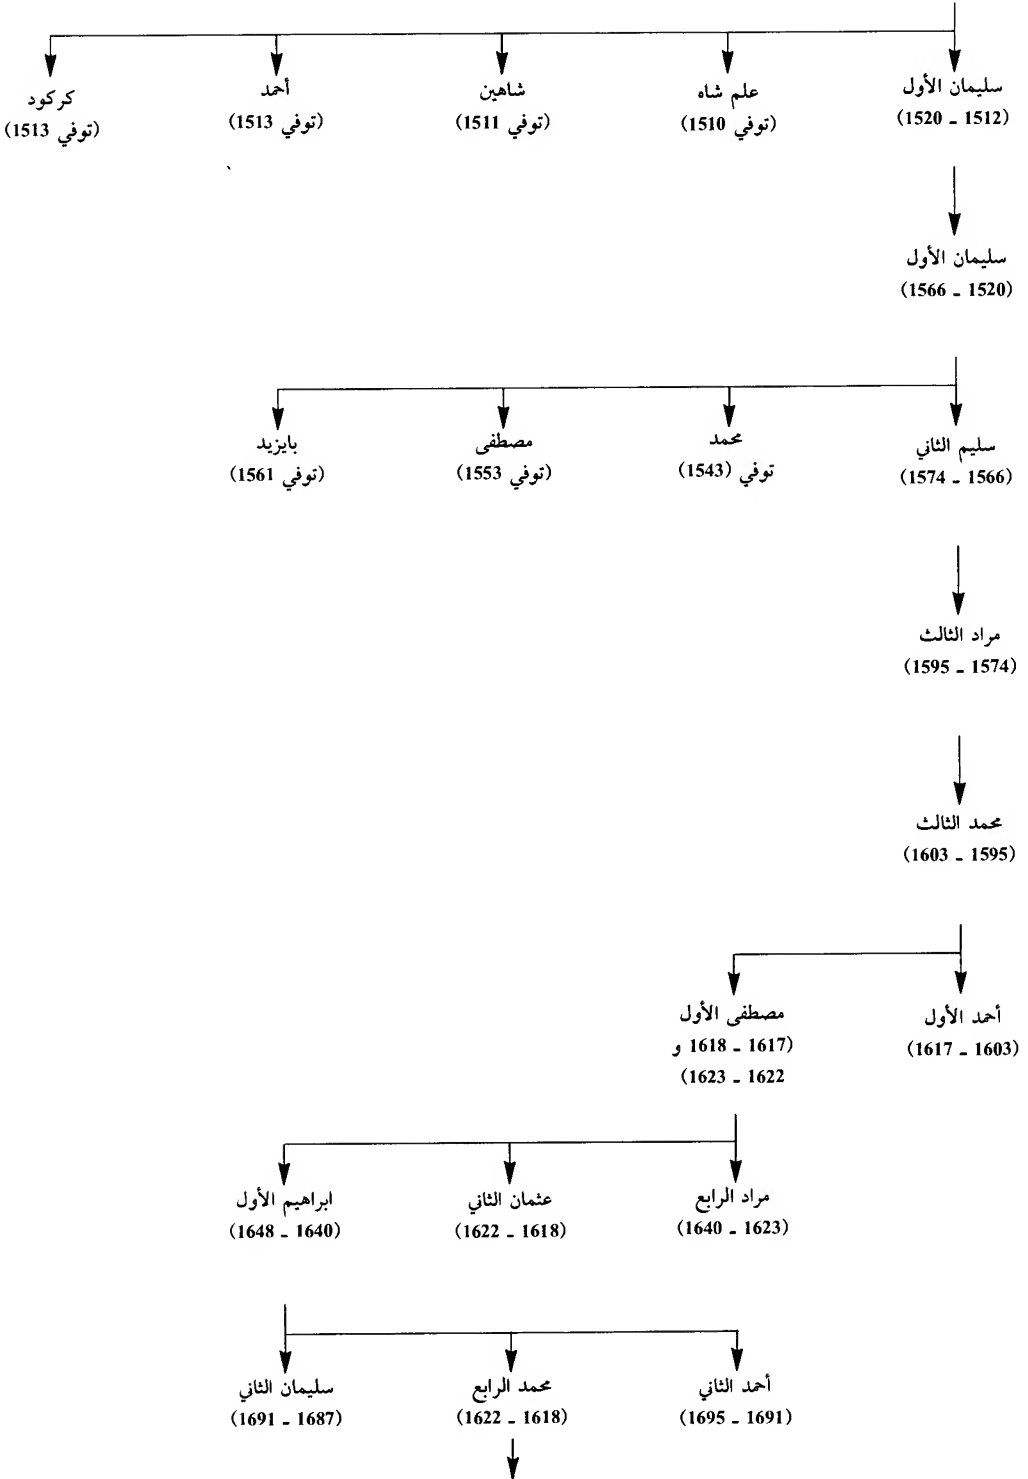 سليمان الأول
(1512 - 1520)
علم شاه
(توفي 1510)
شاهين
(توفي 1511)
أحمد
(توفي 1513)
كركود
(توفي 1513)
سليمان الأول
(1520 - 1566)
سليم الثاني
(1566 - 1574)
محمد
توفي (1543)
مصطفى
(توفي 1553)
بايزيد
(توفي 1561)
مراد الثالث
(1574 - 1595)
محمد الثالث
(1595 - 1603)
أحمد الأول
(1603 - 1617)
مصطفى الأول
(1617 - 1618 و
1622 - 1623)
مراد الرابع
(1623 - 1640)
عثمان الثاني
(1618 - 1622)
ابراهيم الأول
(1640 - 1648)
أحمد الثاني
(1691 - 1695)
محمد الرابع
(1618 - 1622)
سليمان الثاني
(1687 - 1691)